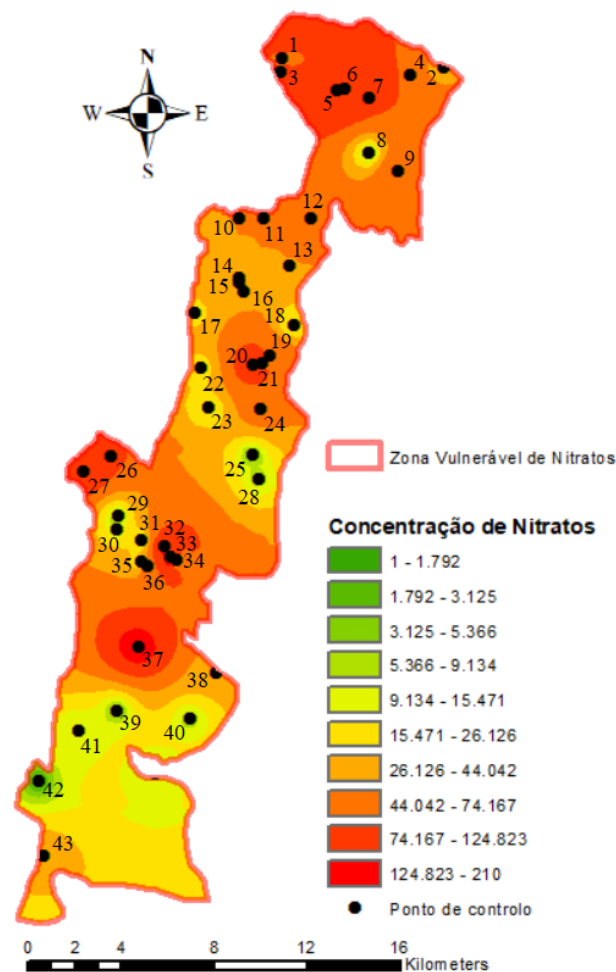 N
W E
S
1
3
4
2
6
5
7
8
9
10
11
12
13
14
15
16
17
18
19
20
21
22
23
24
25
28
26
27
29
30
31
32
33
34
35
36
37
38
39
40
41
42
43
Zona Vulnerável de Nitratos
Concentração de Nitratos
1 - 1.792
1.792 - 3.125
3.125 - 5.366
5.366 - 9.134
9.134 - 15.471
15.471 - 26.126
26.126 - 44.042
44.042 - 74.167
74.167 - 124.823
124.823 - 210
Ponto de controlo
0 2 4 8 12 16
Kilometers